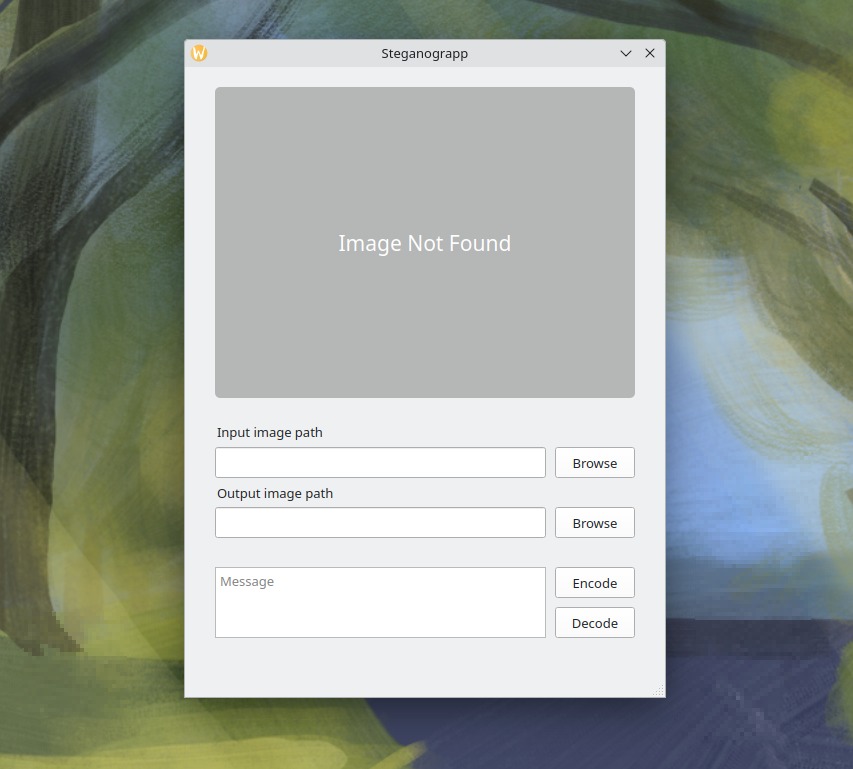 Steganograpp
Image Not Found
Input image path
Browse
Output image path
Browse
Message
Encode
Decode